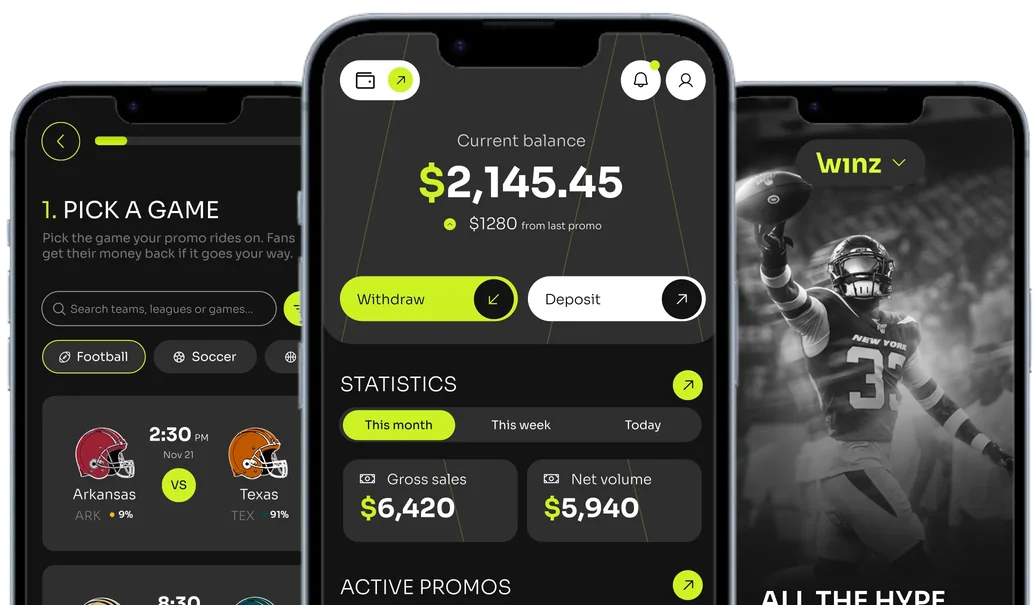 1. PICK A GAME
Pick the game your promo rides on. Fans
get their money back if it goes your way.
Search teams, leagues or games...
Football
Soccer
2:30 PM
Nov 21
VS
Arkansas
Texas
ARK 9%
TEX 91%
8:30
Current balance
$2,145.45
$1280 from last promo
Withdraw
Deposit
STATISTICS
This month
This week
Today
Gross sales
$6,420
Net volume
$5,940
ACTIVE PROMOS
winz
NEW YORK
33
ALL THE HYPE